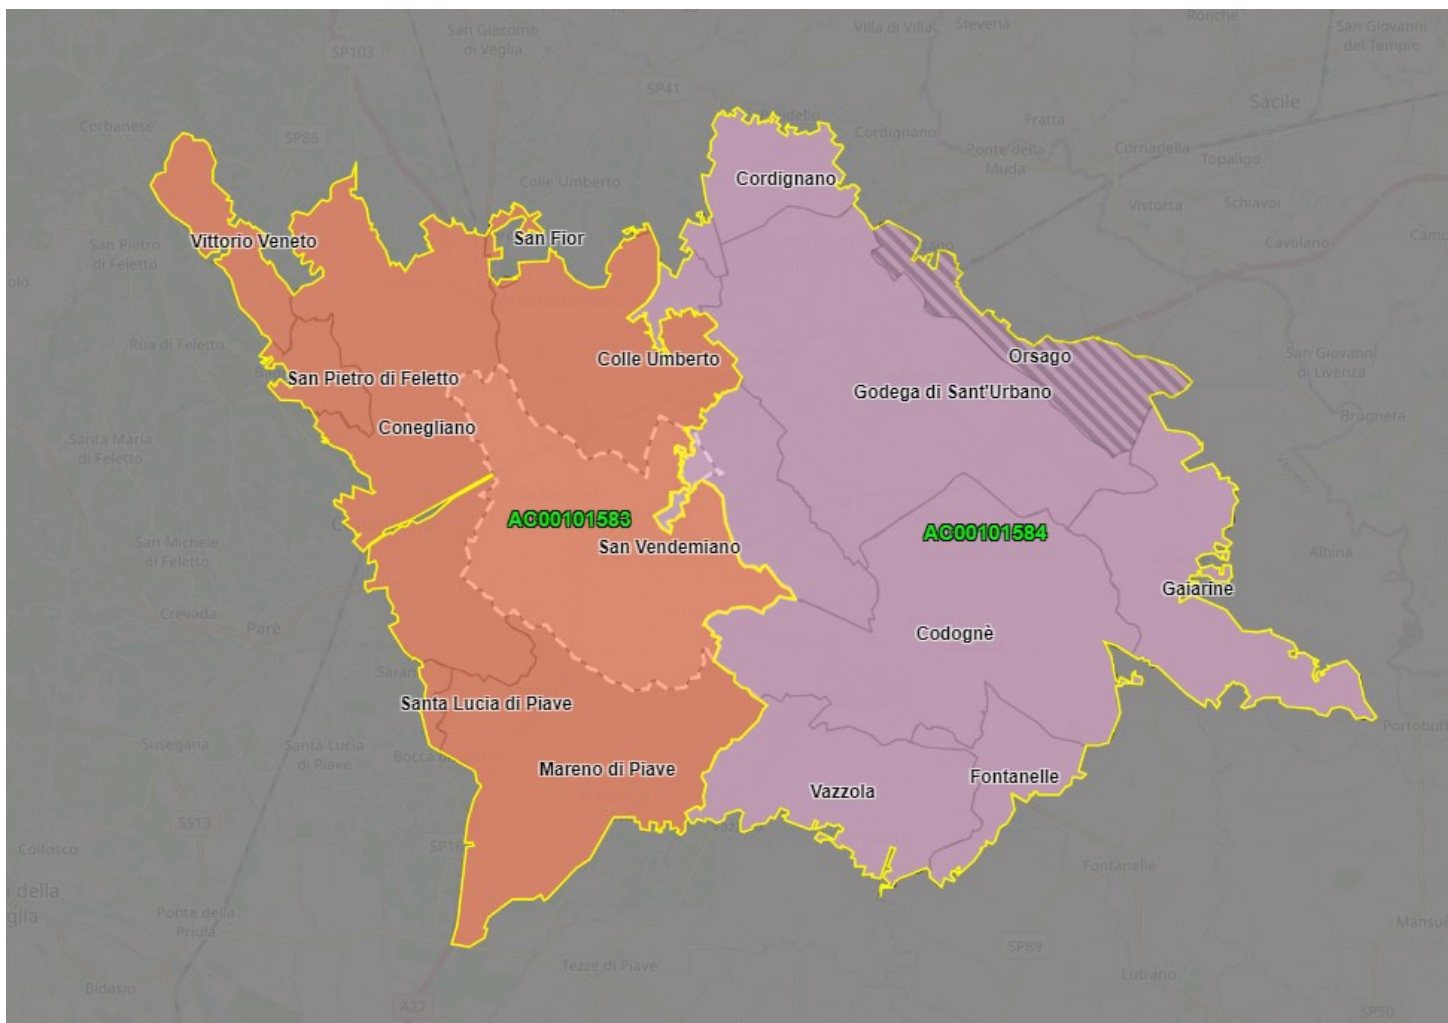 San Giacomo
di Veglia
Villa di Villa
Stevenà
Ronche
San Giovanni
del Tempio
SP103
SP41
Sacile
Corbanese
SP86
Cordignano
Fratta
Ponte della
Muda
Cornadella
Topaligo
Colle Umberto
Cordignano
Vistorta
Schiavoi
San Pietro
di Feletto
Vittorio Veneto
San Fior
Cavolano
Rua di Feletto
Colle Umberto
Orsago
San Giovanni
di Livenza
San Pietro di Feletto
Godega di Sant'Urbano
Brugnera
Santa Maria
di Feletto
Conegliano
AC00101583
AC00101584
San Michele
di Feletto
San Vendemiano
Albina
Gaiarine
Crevada
Parè
Codognè
Santa Lucia di Piave
Susegana
Santa Lucia
di Piave
Mareno di Piave
Fontanelle
Vazzola
SS13
SP16
Colfosco
Fontanelle
Ponte della
Priula
SP89
Tezze di Piave
Lutrano
Bidasio
A27
SP50